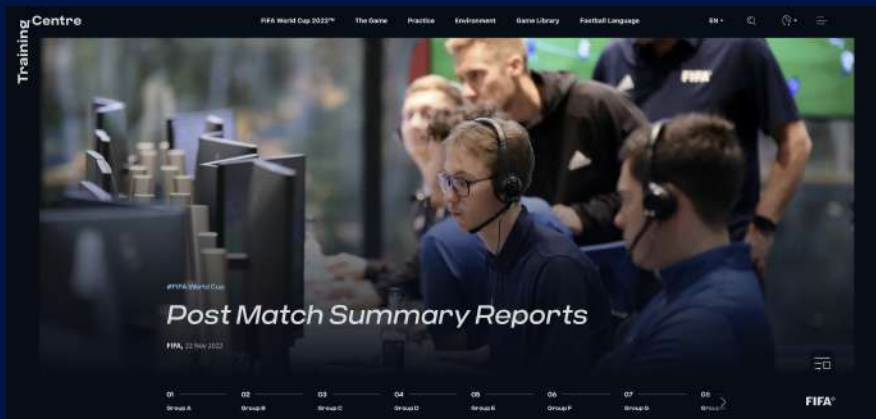 Training Centre
FIFA World Cup 2022™ The Game Practice Environment Game Library Football Language EN
FIFA
#FIFA World Cup
Post Match Summary Reports
FIFA, 22 Nov 2022
01 02 03 04 05 06 07 08
Group A Group B Group C Group D Group E Group F Group G
FIFA®